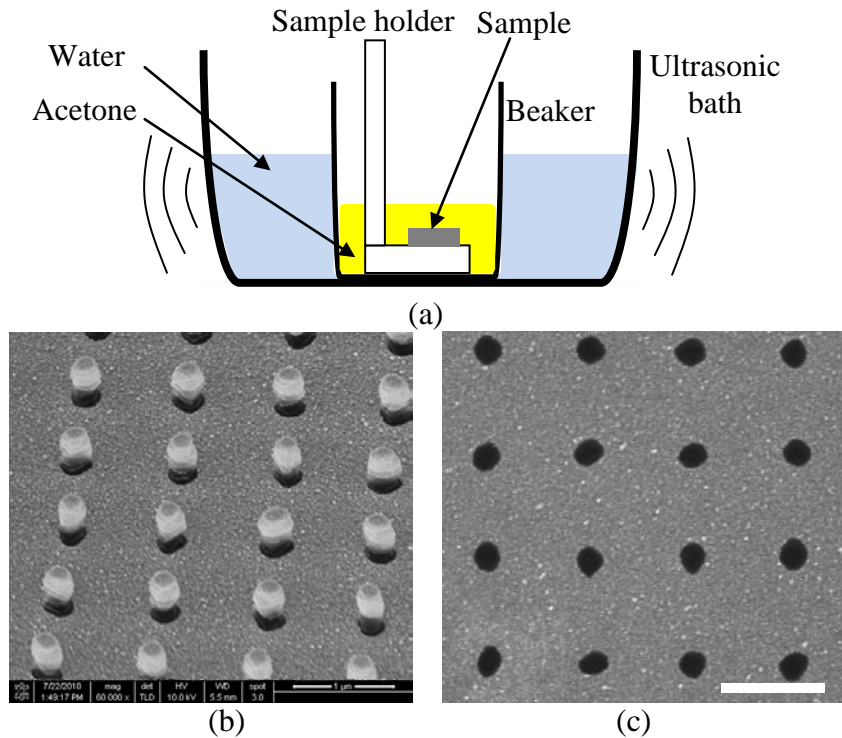 Sample holder
Sample
Water
Ultrasonic
bath
Acetone
Beaker
(a)
7/22/2010 mag det HV WD spot
1:49:17 PM 60 000 x TLD 10.0 kV 5.5 mm 3.0 1 µm
(b)
(c)